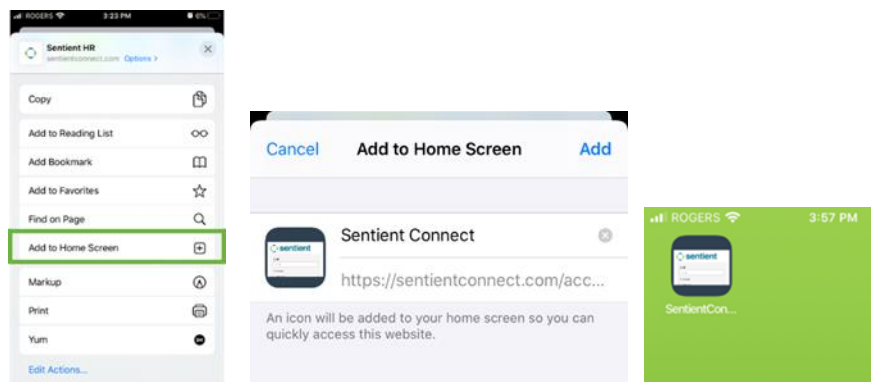 ROGERS 3:23 PM 6%
Sentient HR
sentientconnect.com Options >
Copy
Add to Reading List
Add Bookmark
Add to Favorites
Find on Page
Add to Home Screen
Markup
Print
Yum
Edit Actions...
Cancel Add to Home Screen Add
sentient
Sentient Connect
https://sentientconnect.com/acc...
An icon will be added to your home screen so you can
quickly access this website.
ROGERS 3:57 PM
sentient
SentientCon...